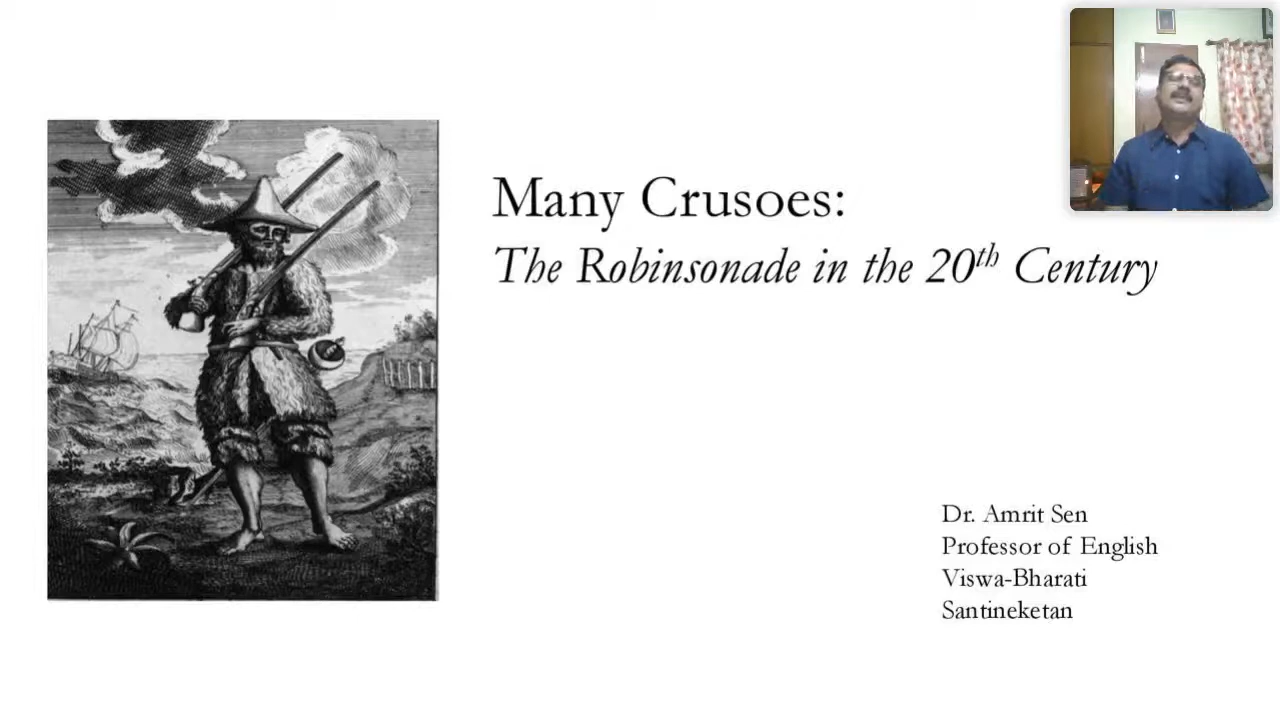 Many Crusoes:
The Robinsonade in the 20th Century
Dr. Amrit Sen
Professor of English
Viswa-Bharati
Santineketan